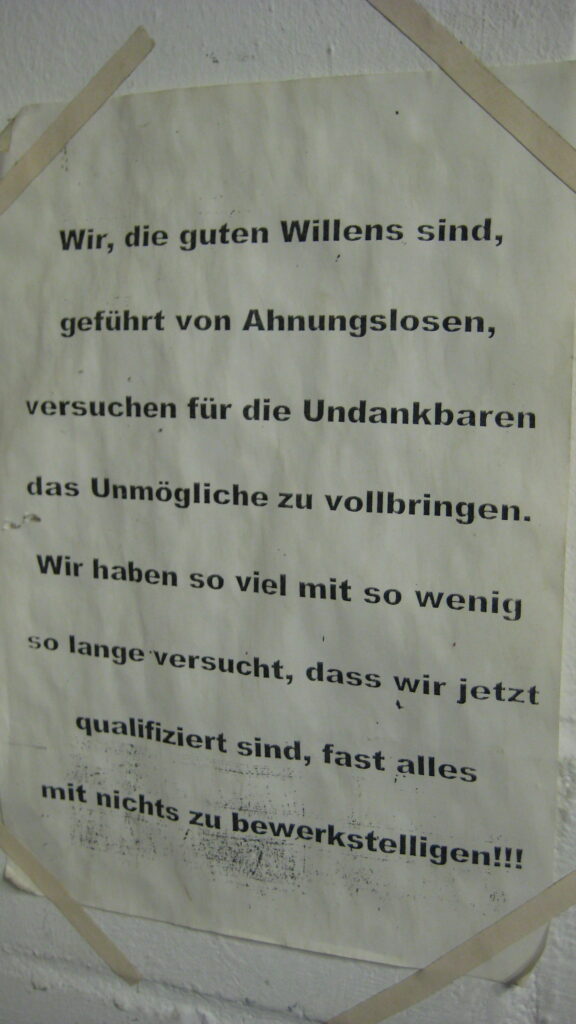 Wir, die guten Willens sind,
geführt von Ahnungslosen,
versuchen für die Undankbaren
das Unmögliche zu vollbringen.
Wir haben so viel mit so wenig
so lange versucht, dass wir jetzt
qualifiziert sind, fast alles
mit nichts zu bewerkstelligen!!!